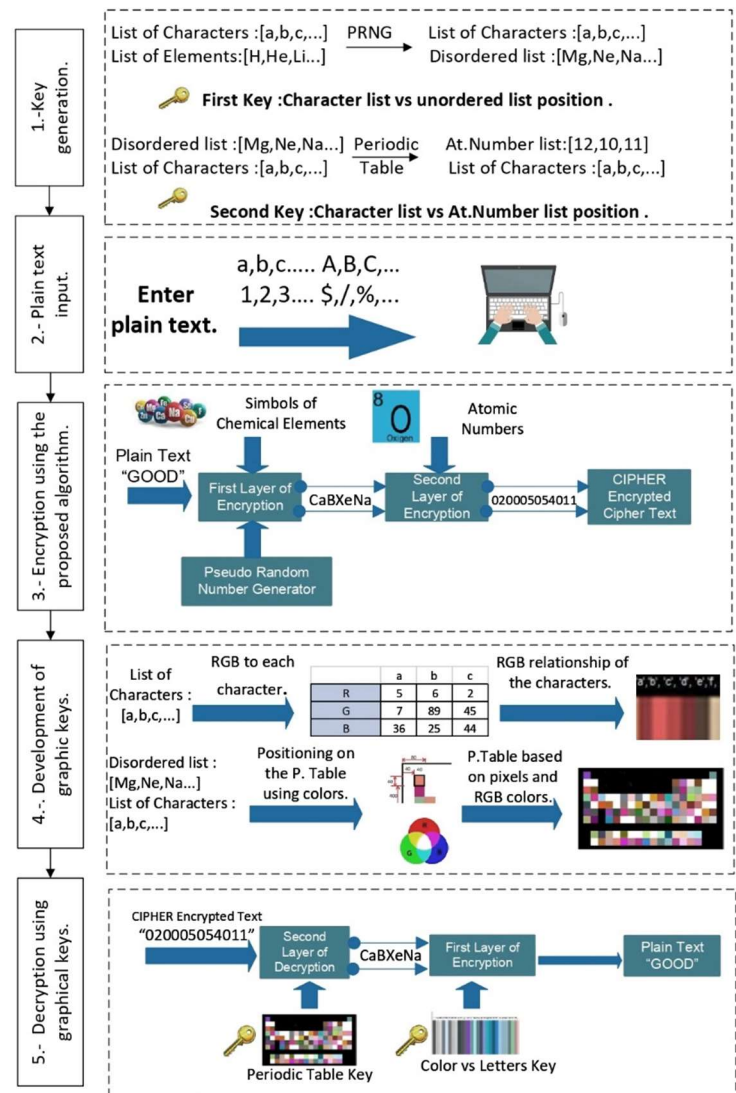 1.-Key
generation.
List of Characters :[a,b,c,...]
PRNG
List of Characters :[a,b,c,...]
List of Elements:[H,He,Li...]
Disordered list :[Mg,Ne,Na...]
First Key :Character list vs unordered list position .
Disordered list :[Mg,Ne,Na...]
Periodic
Table
At.Number list:[12,10,11]
List of Characters :[a,b,c,...]
List of Characters :[a,b,c,...]
Second Key :Character list vs At.Number list position .
2.- Plain text
input.
Enter
plain text.
a,b,c..... A,B,C,...
1,2,3.... $,/,%,...
3.- Encryption using the
proposed algorithm.
Simbols of
Chemical Elements
8
O
Oxigen
Atomic
Numbers
Plain Text
“GOOD”
First Layer of
Encryption
CaBXeNa
Second
Layer of
Encryption
020005054011
CIPHER
Encrypted
Cipher Text
Pseudo Random
Number Generator
4.-. Development of
graphic keys.
List of
Characters :
[a,b,c,...]
RGB to each
character.
a b c
R 5 6 2
G 7 89 45
B 36 25 44
RGB relationship of
the characters.
'a', 'b', 'c', 'd', 'e', 'f',
Disordered list :
[Mg,Ne,Na...]
List of Characters :
[a,b,c,...]
Positioning on
the P. Table
using colors.
R
G
B
P.Table based
on pixels and
RGB colors.
5.- Decryption using
graphical keys.
CIPHER Encrypted Text
“020005054011”
Second
Layer of
Decryption
CaBXeNa
First Layer of
Encryption
Plain Text
“GOOD”
Periodic Table Key
Color vs Letters Key